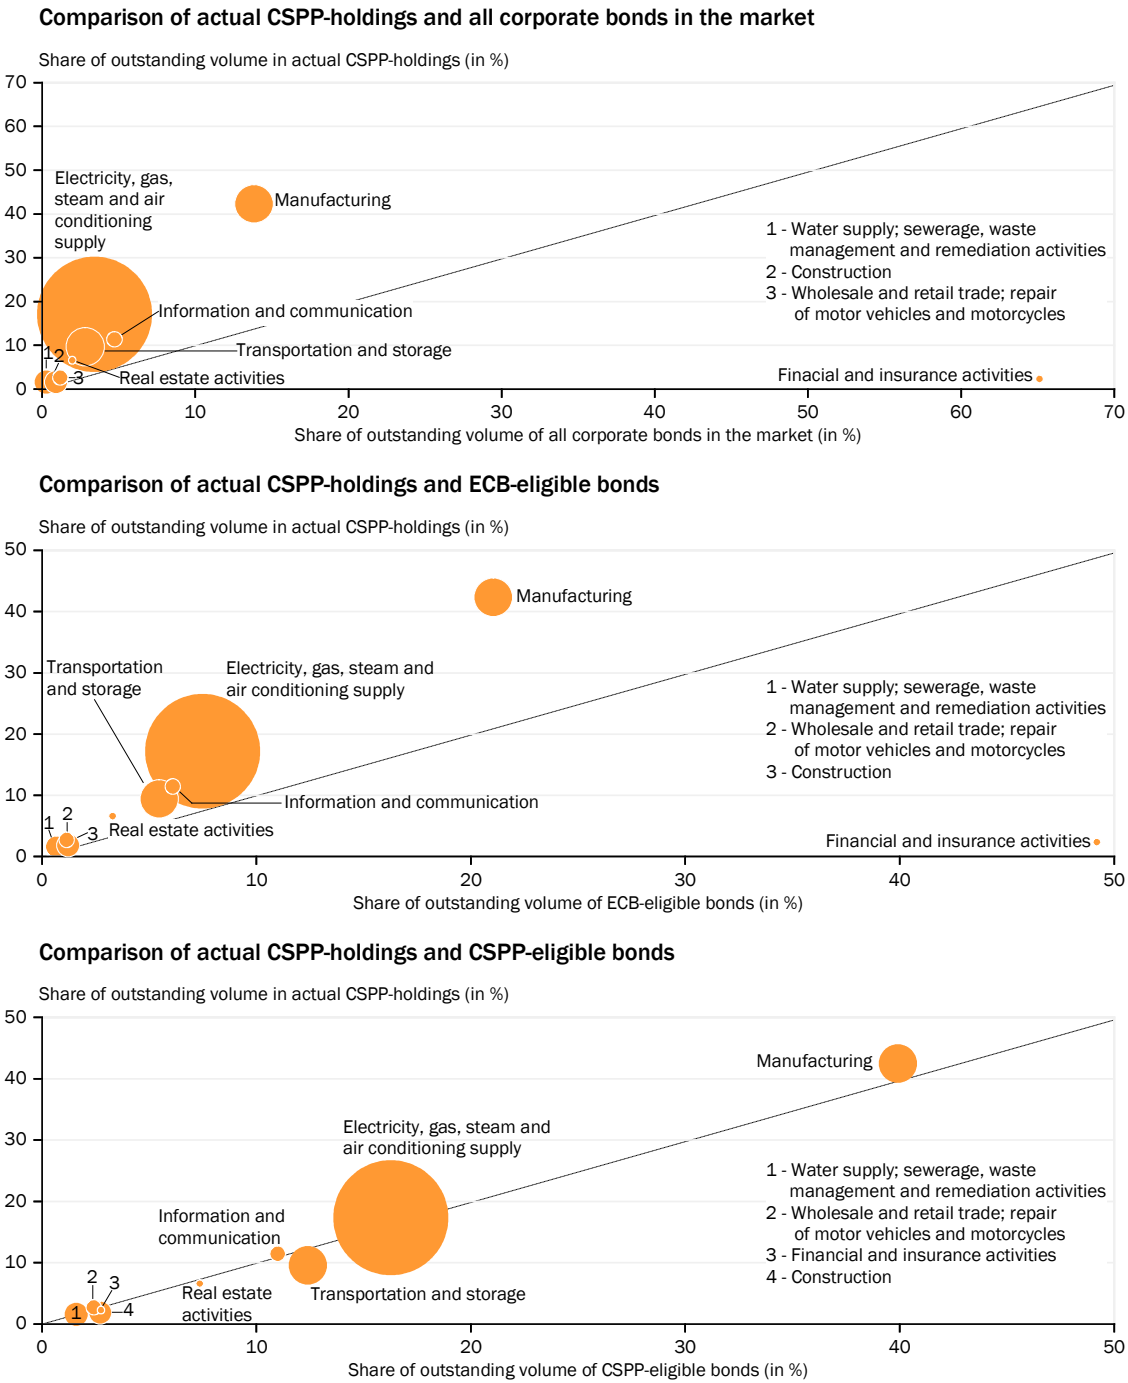 Comparison of actual CSPP-holdings and all corporate bonds in the market
Share of outstanding volume in actual CSPP-holdings (in %)
70
60
50
40
30
20
10
0
Electricity, gas,
steam and air
conditioning
supply
Manufacturing
1 - Water supply; sewerage, waste
management and remediation activities
2 - Construction
3 - Wholesale and retail trade; repair
of motor vehicles and motorcycles
Information and communication
Transportation and storage
1
2
3
Real estate activities
Finacial and insurance activities
0
10
20
30
40
50
60
70
Share of outstanding volume of all corporate bonds in the market (in %)
Comparison of actual CSPP-holdings and ECB-eligible bonds
Share of outstanding volume in actual CSPP-holdings (in %)
50
40
30
20
10
0
Manufacturing
Transportation
and storage
Electricity, gas, steam and
air conditioning supply
1 - Water supply; sewerage, waste
management and remediation activities
2 - Wholesale and retail trade; repair
of motor vehicles and motorcycles
3 - Construction
Information and communication
1
2
3
Real estate activities
Financial and insurance activities
0
10
20
30
40
50
Share of outstanding volume of ECB-eligible bonds (in %)
Comparison of actual CSPP-holdings and CSPP-eligible bonds
Share of outstanding volume in actual CSPP-holdings (in %)
50
40
30
20
10
0
Manufacturing
Electricity, gas, steam and
air conditioning supply
1 - Water supply; sewerage, waste
management and remediation activities
2 - Wholesale and retail trade; repair
of motor vehicles and motorcycles
3 - Financial and insurance activities
4 - Construction
Information and
communication
1
2
3
4
Real estate
activities
Transportation and storage
0
10
20
30
40
50
Share of outstanding volume of CSPP-eligible bonds (in %)